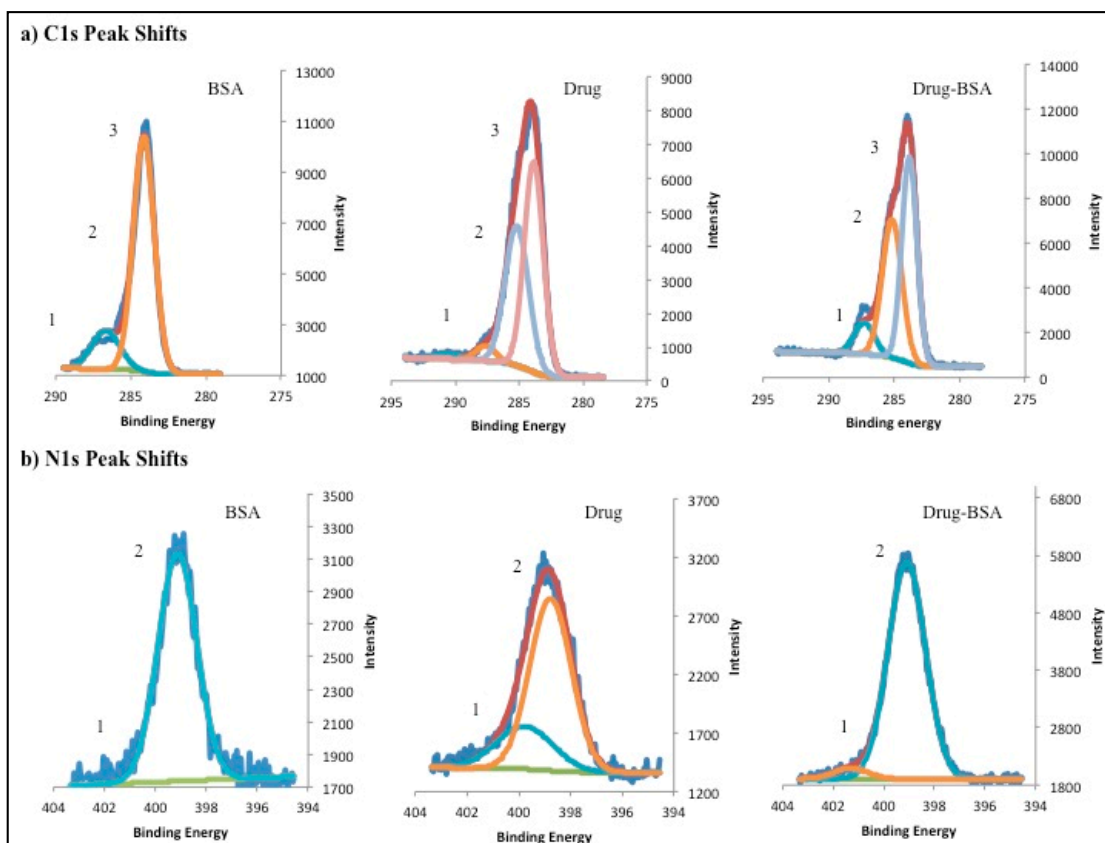 a) C1s Peak Shifts
BSA
3
2
1
13000
11000
9000
7000
5000
3000
1000
Intensity
290 285 280 275
Binding Energy
Drug
3
2
1
9000
8000
7000
6000
5000
4000
3000
2000
1000
0
Intensity
295 290 285 280 275
Binding Energy
Drug-BSA
3
2
1
14000
12000
10000
8000
6000
4000
2000
0
Intensity
295 290 285 280 275
Binding energy
b) N1s Peak Shifts
BSA
2
1
3500
3300
3100
2900
2700
2500
2300
2100
1900
1700
Intensity
404 402 400 398 396 394
Binding Energy
Drug
2
1
3700
3200
2700
2200
1700
1200
Intensity
404 402 400 398 396 394
Binding Energy
Drug-BSA
2
1
6800
5800
4800
3800
2800
1800
Intensity
404 402 400 398 396 394
Binding Energy